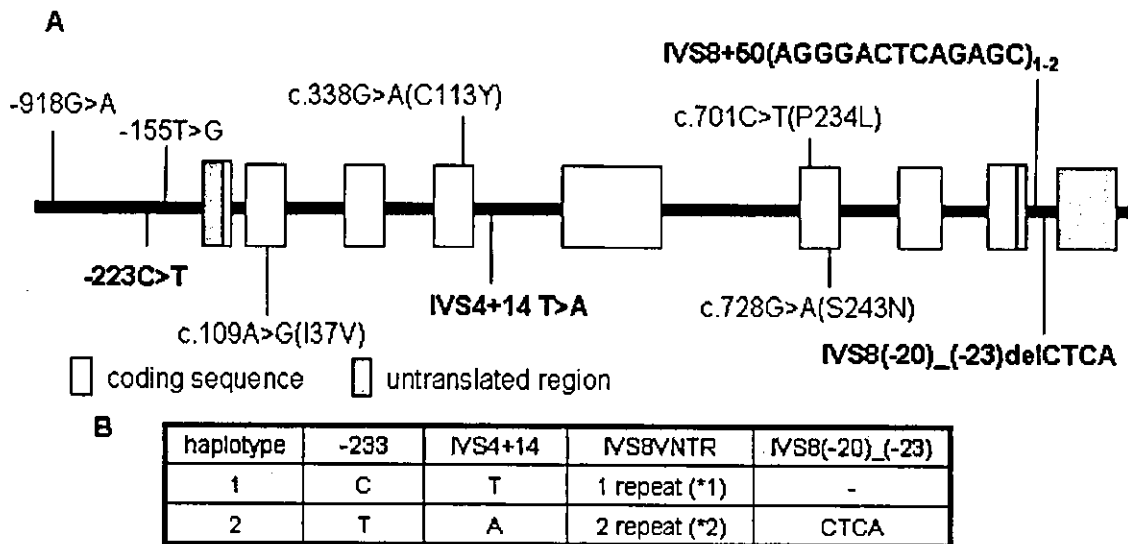 A
IVS8+50(AGGGACTCAGAGC)1-2
-918G>A
c.338G>A(C113Y)
-155T>G
c.701C>T(P234L)
-223C>T
IVS4+14 T>A
c.728G>A(S243N)
c.109A>G(I37V)
IVS8(-20)_(-23)delCTCA
coding sequence
untranslated region
B
haplotype -233 IVS4+14 IVS8VNTR IVS8(-20)_(-23)
1 C T 1 repeat (*1) -
2 T A 2 repeat (*2) CTCA